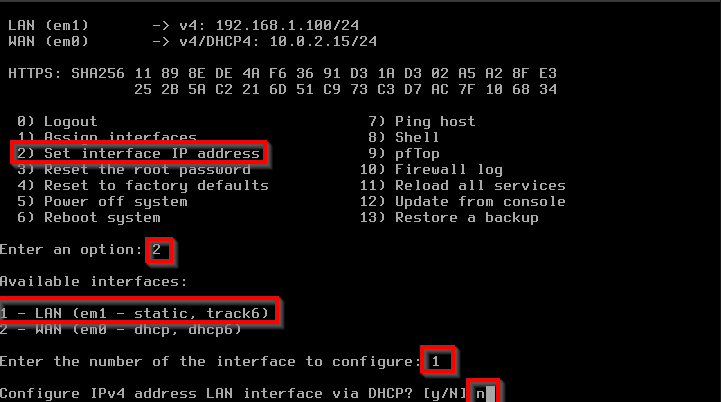 LAN (em1) -> v4: 192.168.1.100/24
WAN (em0) -> v4/DHCP4: 10.0.2.15/24
HTTPS: SHA256 11 89 8E DE 4A F6 36 91 D3 1A D3 02 A5 A2 8F E3
25 2B 5A C2 21 6D 51 C9 73 C3 D7 AC 7F 10 68 34
0) Logout 7) Ping host
1) Assign interfaces 8) Shell
2) Set interface IP address 9) pfTop
3) Reset the root password 10) Firewall log
4) Reset to factory defaults 11) Reload all services
5) Power off system 12) Update from console
6) Reboot system 13) Restore a backup
Enter an option: 2
Available interfaces:
1 - LAN (em1 - static, track6)
2 - WAN (em0 - dhcp, dhcp6)
Enter the number of the interface to configure: 1
Configure IPv4 address LAN interface via DHCP? [y/N] n